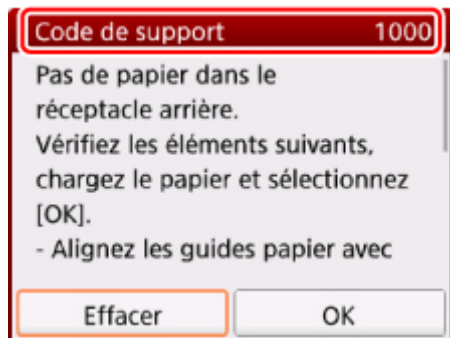 Code de support 1000
Pas de papier dans le
réceptacle arrière.
Vérifiez les éléments suivants,
chargez le papier et sélectionnez
[OK].
- Alignez les guides papier avec
Effacer OK